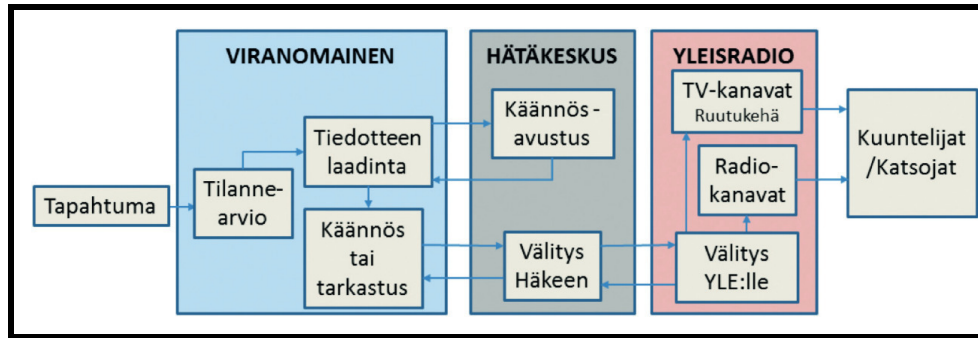 VIRANOMAINEN
HÄTÄKESKUS
YLEISRADIO
Tapahtuma
Tilanne-
arvio
Tiedotteen
laadinta
Käännös
tai
tarkastus
Käännös -
avustus
Välitys
Häkeen
TV-kanavat
Ruutukehä
Radio-
kanavat
Välitys
YLE:lle
Kuuntelijat
/Katsojat